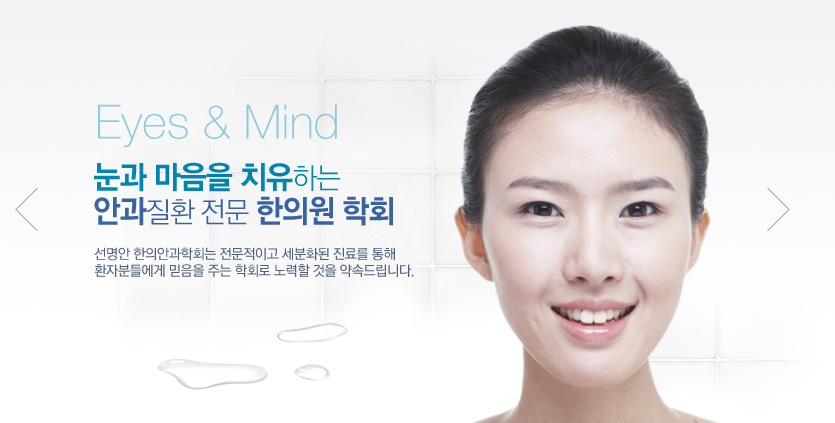 Eyes & Mind
눈과 마음을 치유하는
안과질환 전문 한의원 학회
선명안 한의안과학회는 전문적이고 세분화된 진료를 통해
환자분들에게 믿음을 주는 학회로 노력할 것을 약속드립니다.